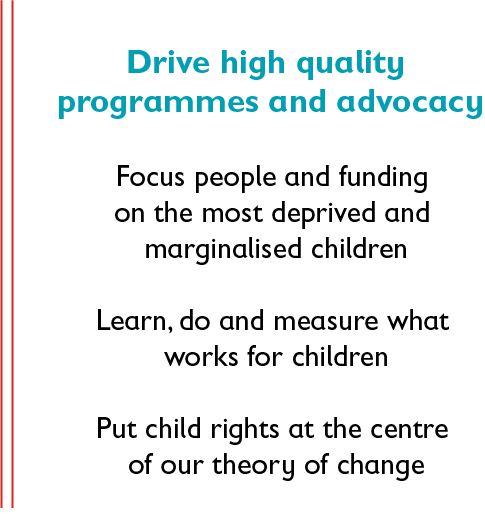 Drive high quality
programmes and advocacy
Focus people and funding
on the most deprived and
marginalised children
Learn, do and measure what
works for children
Put child rights at the centre
of our theory of change